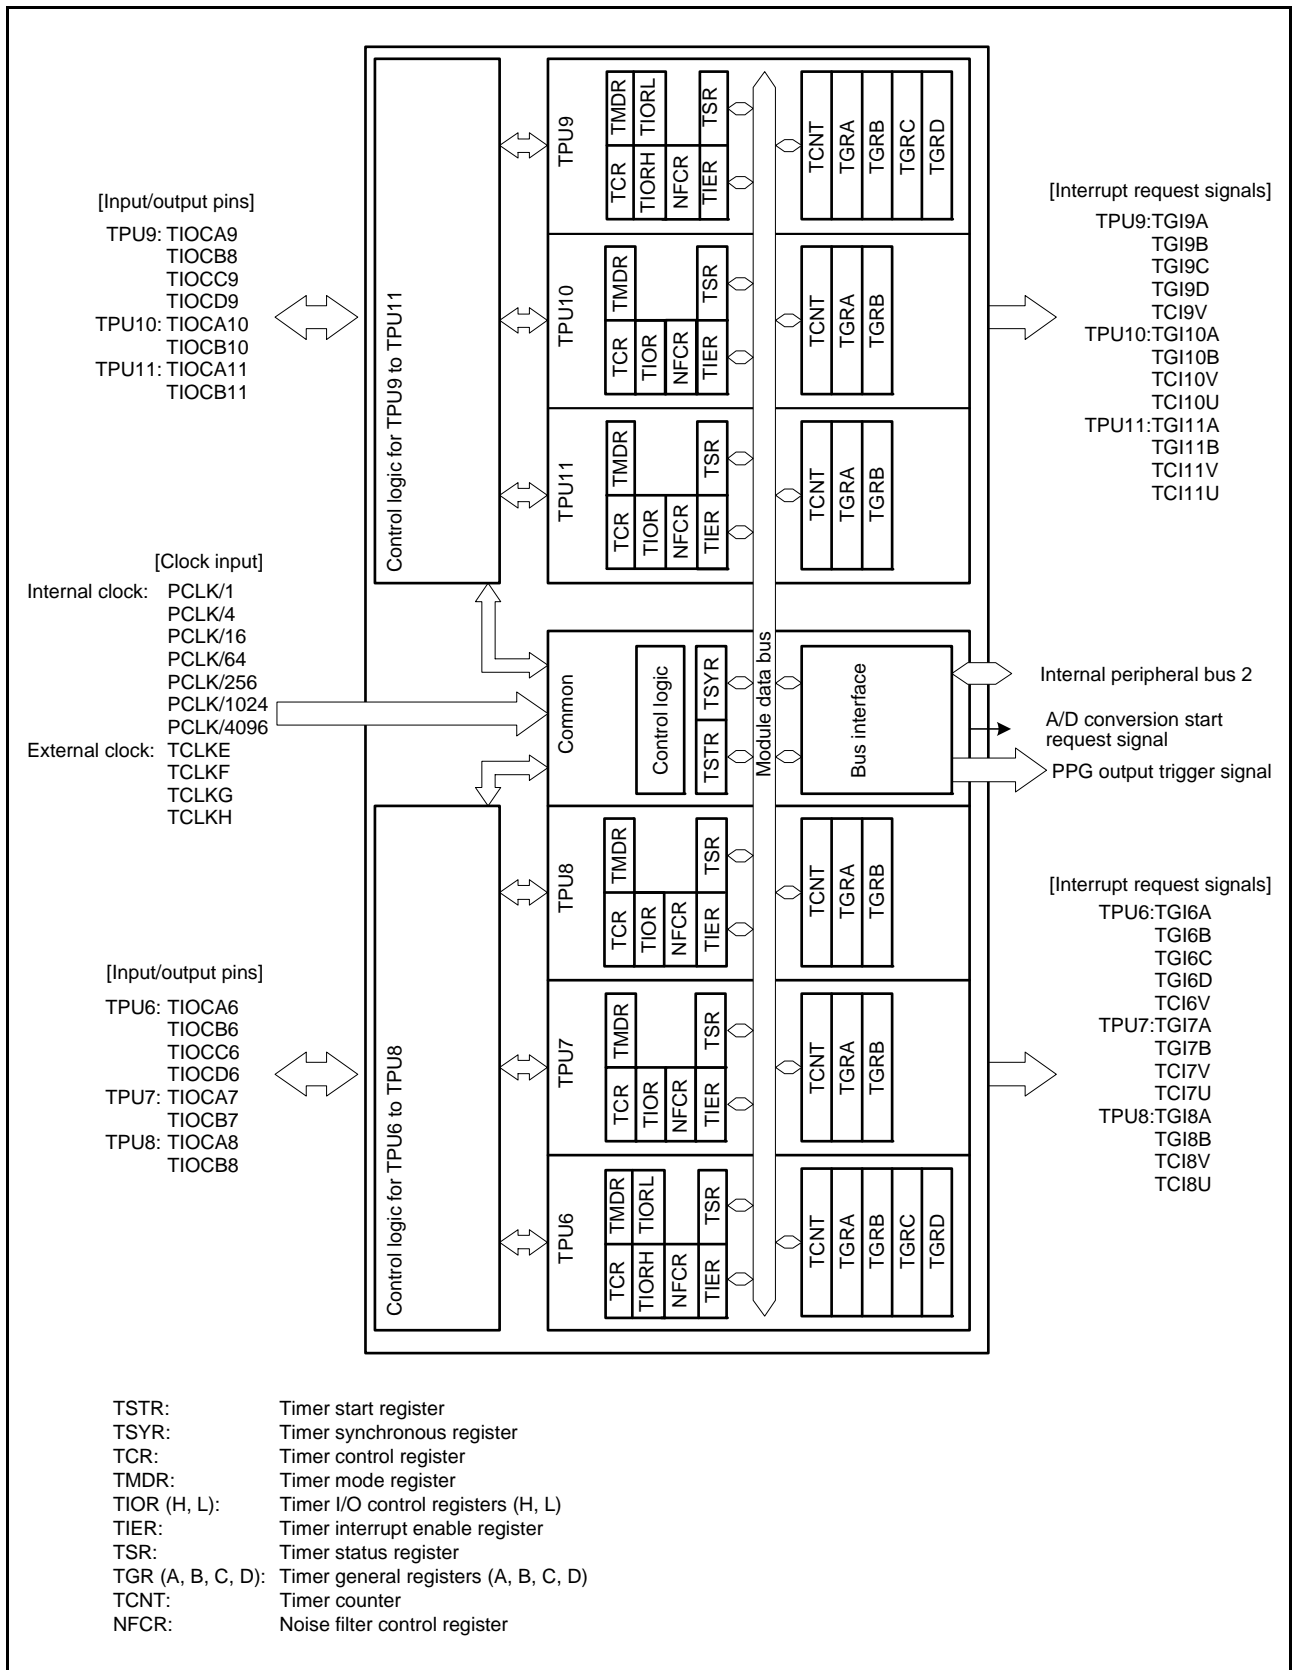 [Input/output pins]
TPU9: TIOCA9
TIOCB8
TIOCC9
TIOCD9
TPU10: TIOCA10
TIOCB10
TPU11: TIOCA11
TIOCB11
[Clock input]
Internal clock: PCLK/1
PCLK/4
PCLK/16
PCLK/64
PCLK/256
PCLK/1024
PCLK/4096
External clock: TCLKE
TCLKF
TCLKG
TCLKH
[Input/output pins]
TPU6: TIOCA6
TIOCB6
TIOCC6
TIOCD6
TPU7: TIOCA7
TIOCB7
TPU8: TIOCA8
TIOCB8
Control logic for TPU9 to TPU11
Control logic for TPU6 to TPU8
TPU9
TCR
TMDR
TIORH
TIORL
NFCR
TIER
TSR
TCNT
TGRA
TGRB
TGRC
TGRD
TPU10
TCR
TMDR
TIOR
NFCR
TIER
TSR
TCNT
TGRA
TGRB
TPU11
TCR
TMDR
TIOR
NFCR
TIER
TSR
TCNT
TGRA
TGRB
Common
Control logic
TSTR
TSYR
Module data bus
Bus interface
TPU8
TCR
TMDR
TIOR
NFCR
TIER
TSR
TCNT
TGRA
TGRB
TPU7
TCR
TMDR
TIOR
NFCR
TIER
TSR
TCNT
TGRA
TGRB
TPU6
TCR
TMDR
TIORH
TIORL
NFCR
TIER
TSR
TCNT
TGRA
TGRB
TGRC
TGRD
[Interrupt request signals]
TPU9:TGI9A
TGI9B
TGI9C
TGI9D
TCI9V
TPU10:TGI10A
TGI10B
TCI10V
TCI10U
TPU11:TGI11A
TGI11B
TCI11V
TCI11U
Internal peripheral bus 2
A/D conversion start
request signal
PPG output trigger signal
[Interrupt request signals]
TPU6:TGI6A
TGI6B
TGI6C
TGI6D
TCI6V
TPU7:TGI7A
TGI7B
TCI7V
TCI7U
TPU8:TGI8A
TGI8B
TCI8V
TCI8U
TSTR: Timer start register
TSYR: Timer synchronous register
TCR: Timer control register
TMDR: Timer mode register
TIOR (H, L): Timer I/O control registers (H, L)
TIER: Timer interrupt enable register
TSR: Timer status register
TGR (A, B, C, D): Timer general registers (A, B, C, D)
TCNT: Timer counter
NFCR: Noise filter control register